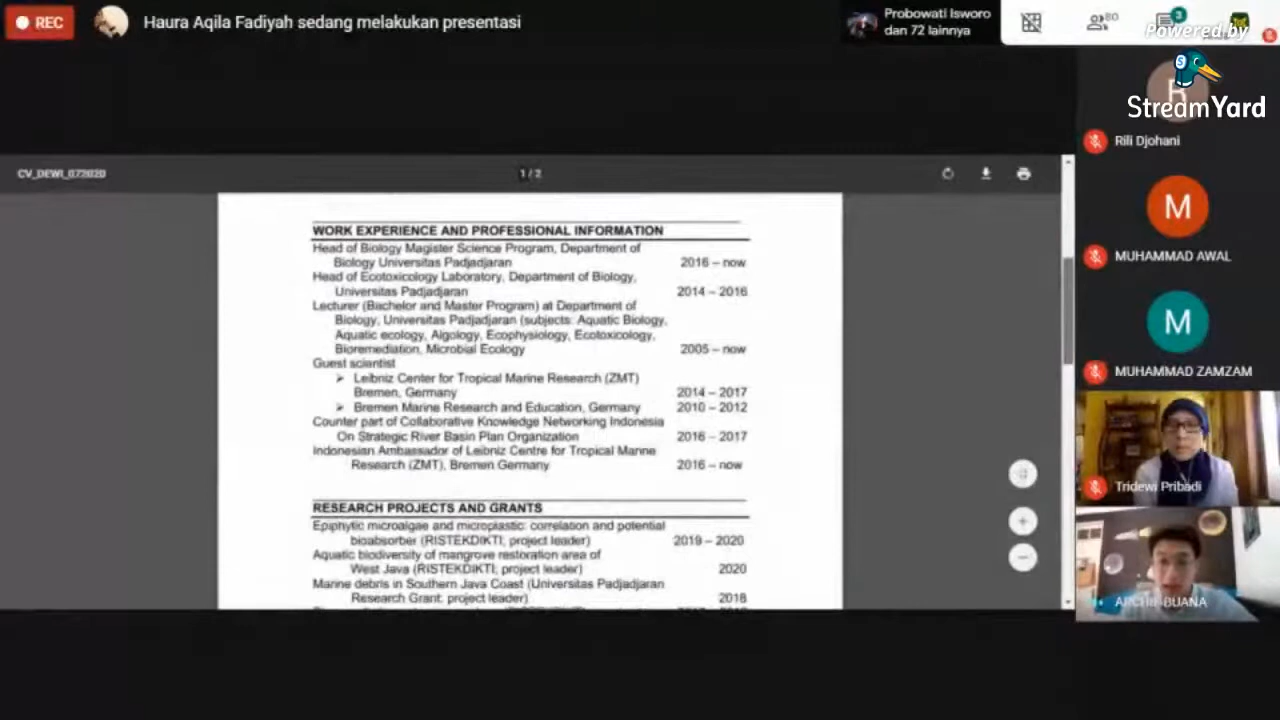 REC
Haura Aqila Fadiyah sedang melakukan presentasi
Probowati Isworo
dan 72 lainnya
80
3
Powered by
StreamYard
R
Rili Djohani
M
MUHAMMAD AWAL
M
MUHAMMAD ZAMZAM
Tridewi Pribadi
BUANA
CV_DEWI_072020
1 / 2
WORK EXPERIENCE AND PROFESSIONAL INFORMATION
Head of Biology Magister Science Program, Department of
Biology Universitas Padjadjaran 2016 – now
Head of Ecotoxicology Laboratory, Department of Biology,
Universitas Padjadjaran 2014 – 2016
Lecturer (Bachelor and Master Program) at Department of
Biology, Universitas Padjadjaran (subjects: Aquatic Biology,
Aquatic ecology, Algology, Ecophysiology, Ecotoxicology,
Bioremediation, Microbial Ecology 2005 – now
Guest scientist
➢ Leibniz Center for Tropical Marine Research (ZMT)
Bremen, Germany 2014 – 2017
➢ Bremen Marine Research and Education, Germany 2010 – 2012
Counter part of Collaborative Knowledge Networking Indonesia
On Strategic River Basin Plan Organization 2016 – 2017
Indonesian Ambassador of Leibniz Centre for Tropical Marine
Research (ZMT), Bremen Germany 2016 – now
RESEARCH PROJECTS AND GRANTS
Epiphytic microalgae and microplastic: correlation and potential
bioabsorber (RISTEKDIKTI; project leader) 2019 – 2020
Aquatic biodiversity of mangrove restoration area of
West Java (RISTEKDIKTI; project leader) 2020
Marine debris in Southern Java Coast (Universitas Padjadjaran
Research Grant: project leader) 2018